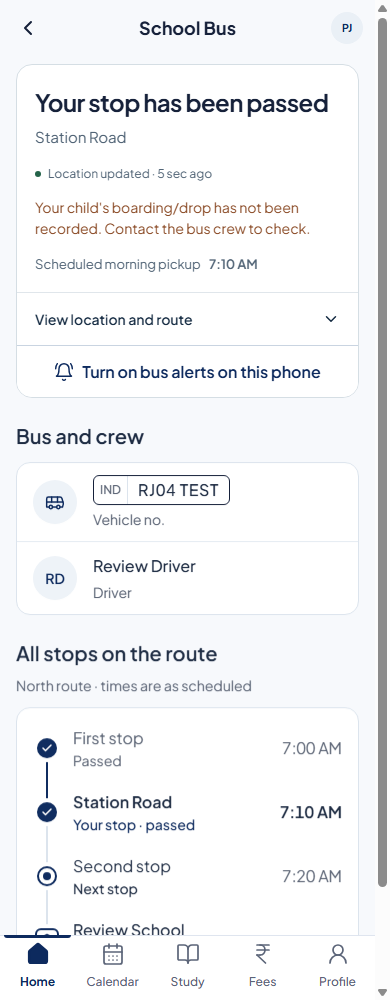 School Bus
PJ
Your stop has been passed
Station Road
Location updated · 5 sec ago
Your child's boarding/drop has not been
recorded. Contact the bus crew to check.
Scheduled morning pickup 7:10 AM
View location and route
Turn on bus alerts on this phone
Bus and crew
IND RJ04 TEST
Vehicle no.
RD
Review Driver
Driver
All stops on the route
North route · times are as scheduled
First stop 7:00 AM
Passed
Station Road 7:10 AM
Your stop · passed
Second stop 7:20 AM
Next stop
Review School
Home Calendar Study Fees Profile